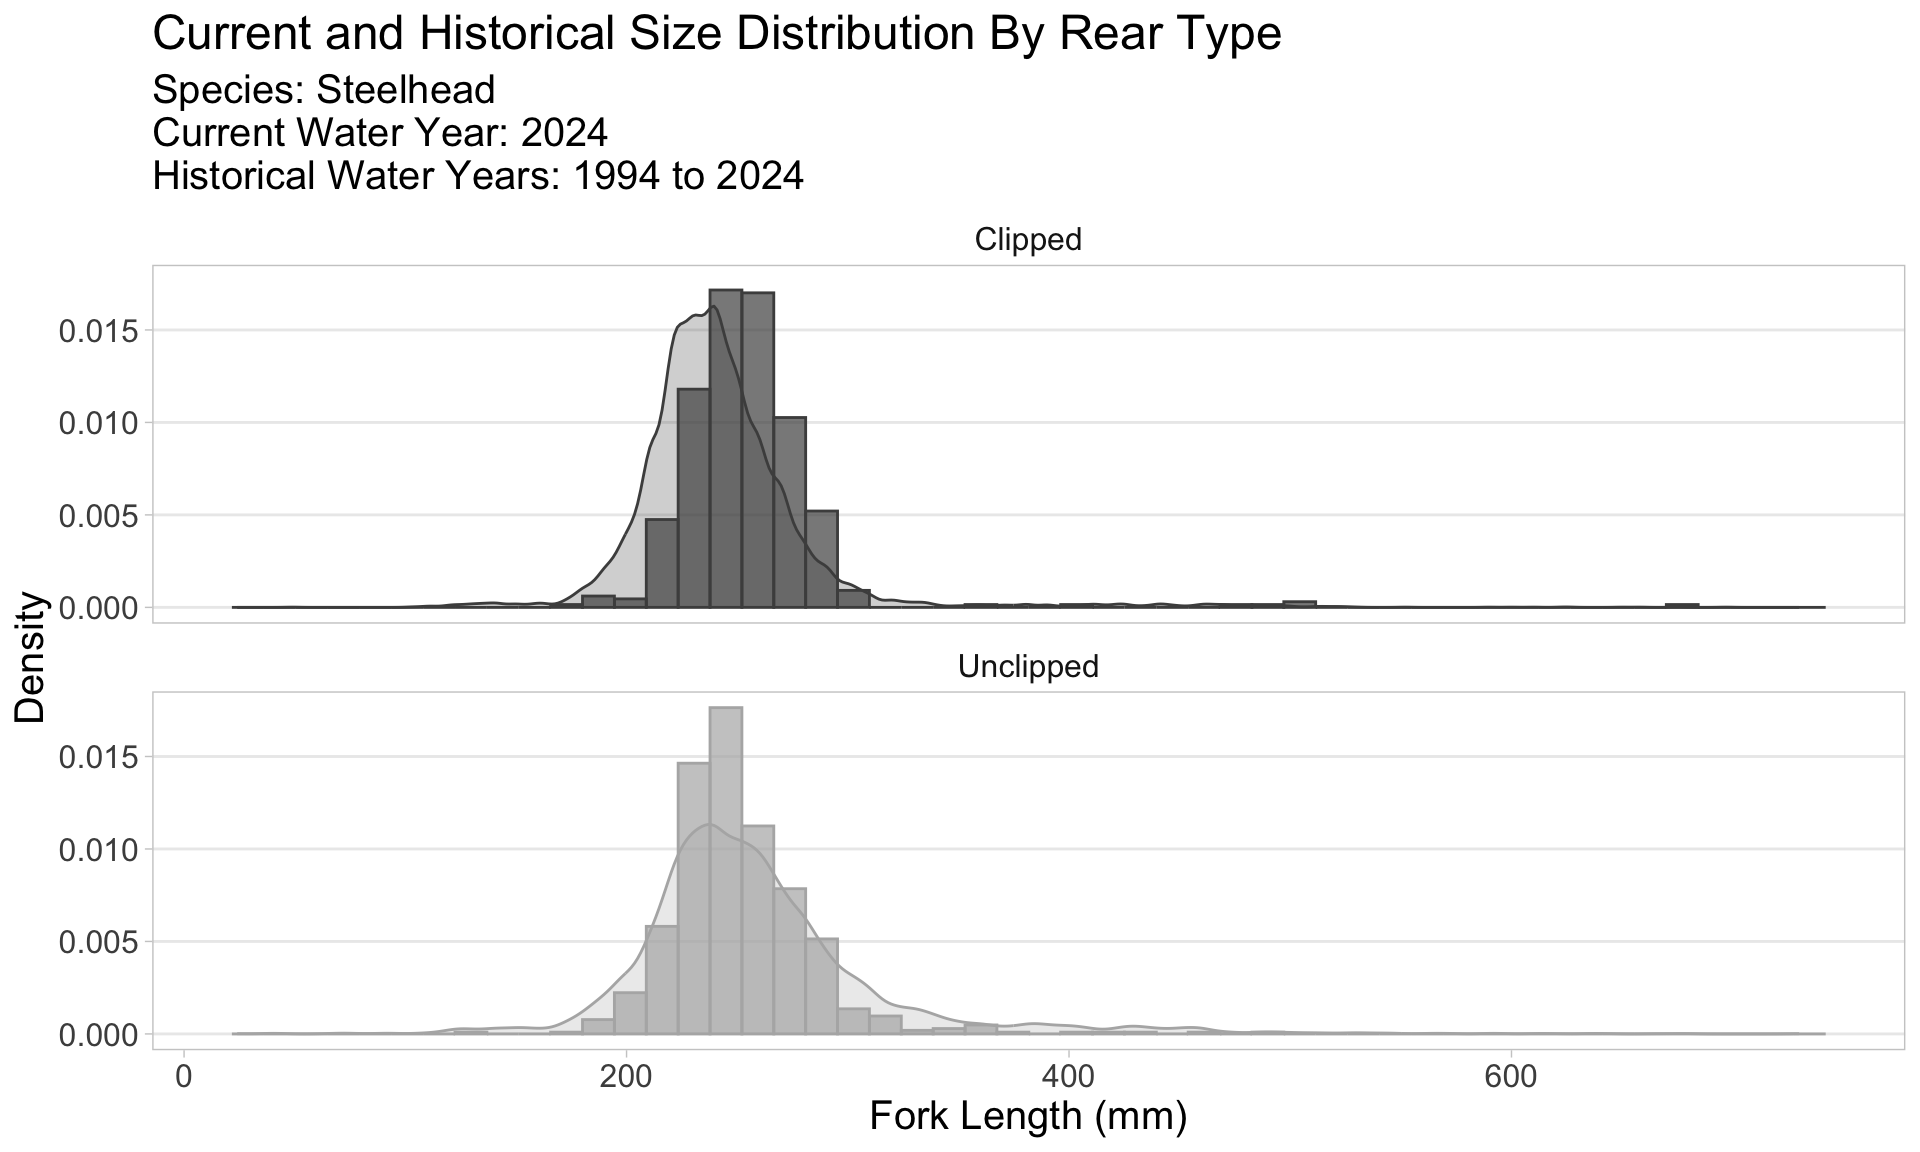 Current and Historical Size Distribution By Rear Type
Species: Steelhead
Current Water Year: 2024
Historical Water Years: 1994 to 2024
Clipped
0.015
0.010
0.005
0.000
Density
Unclipped
0.015
0.010
0.005
0.000
0 200 400 600
Fork Length (mm)